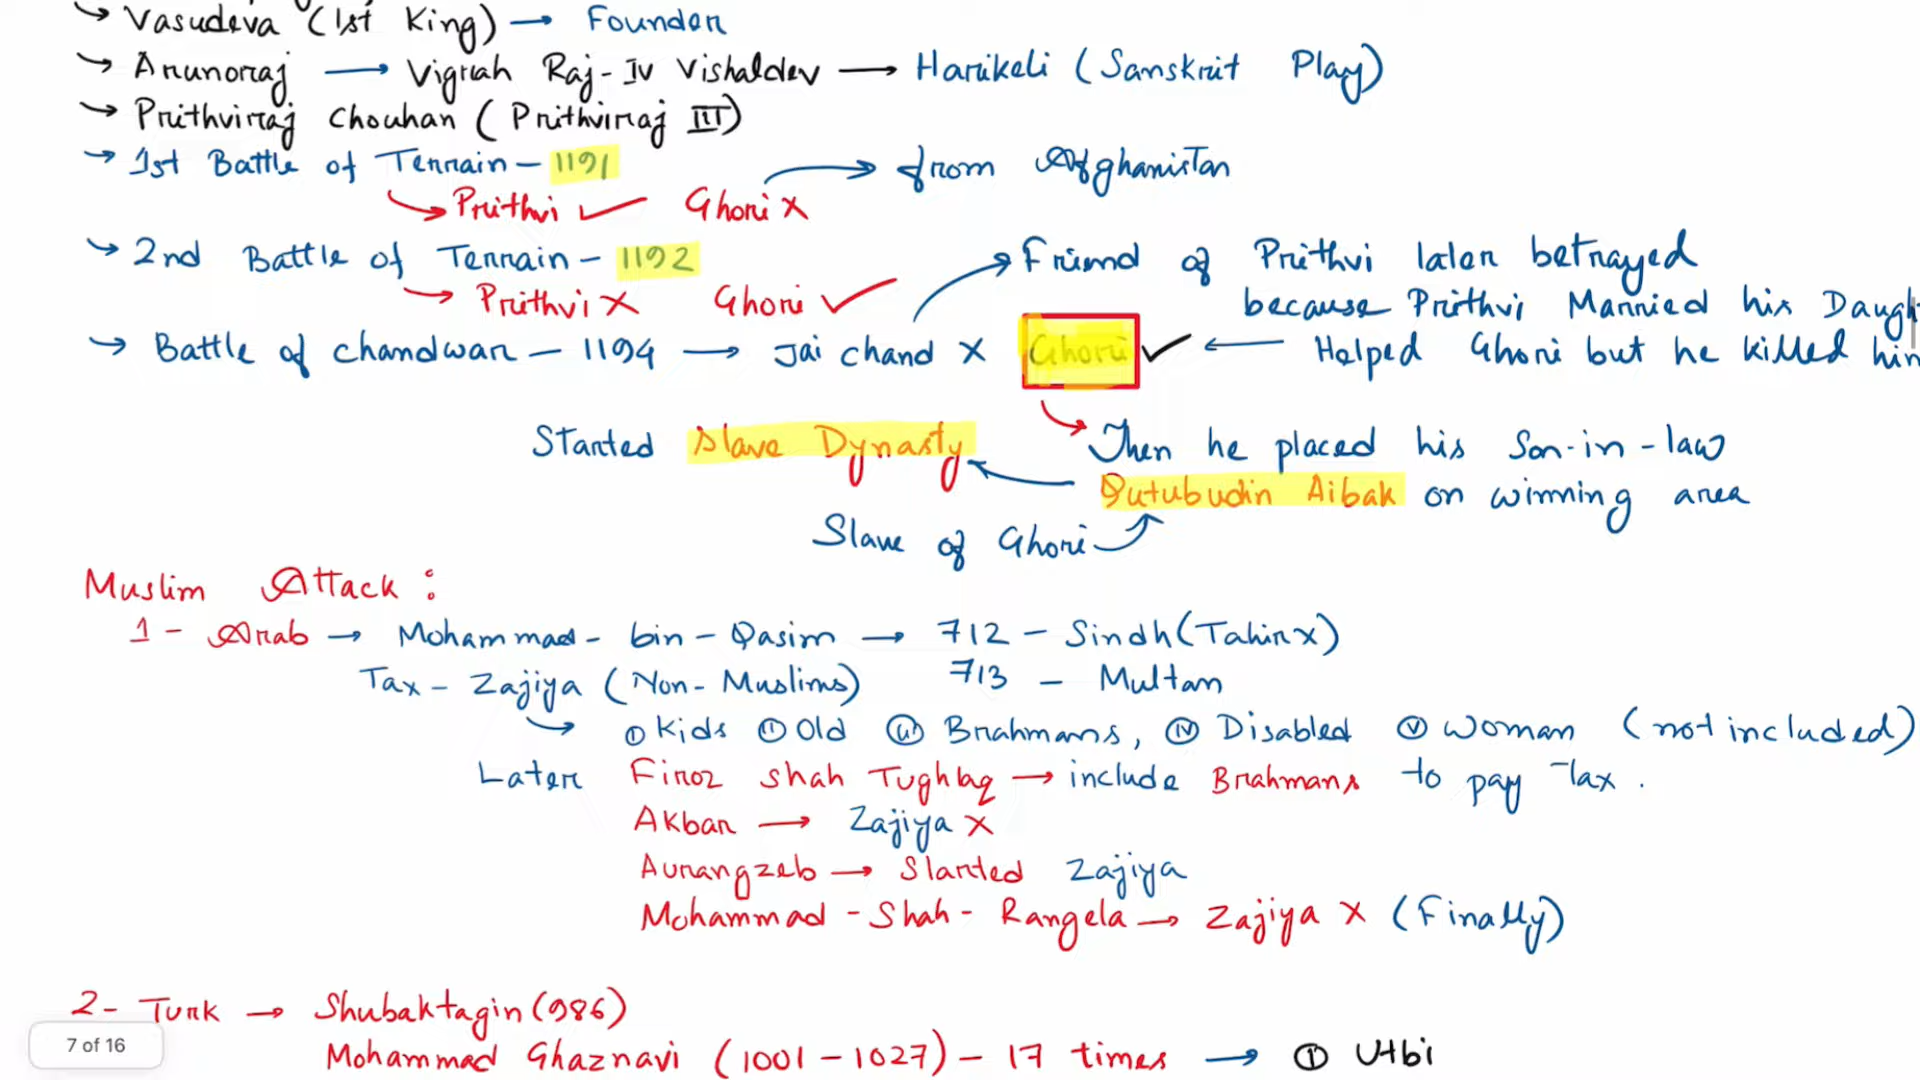 → Vasudeva (1st King) → Founder
→ Arunoraj → Vigrah Raj-IV Vishaldev → Harikeli (Sanskrit Play)
→ Prithviraj Chouhan (Prithviraj III)
→ 1st Battle of Terrain - 1191 → from Afghanistan
→ Prithvi ✓ Ghori x
→ 2nd Battle of Terrain - 1192 → Friend of Prithvi later betrayed
→ Prithvi x Ghori ✓ because Prithvi Married his Daugh
→ Battle of chandwar - 1194 → Jai chand x Ghori ✓ ← Helped Ghori but he killed him
Started Slave Dynasty → Then he placed his Son-in-law
Qutubudin Aibak on winning area
Slave of Ghori
Muslim Attack :
1 - Arab → Mohammad - bin - Qasim → 712 - Sindh (Tahir x)
Tax - Zajiya (Non-Muslims) 713 - Multan
→ (i) Kids (ii) Old (iii) Brahmans, (iv) Disabled (v) Woman (not included)
Later Firoz shah Tughlaq → include Brahmans to pay Tax .
Akbar → Zajiya x
Aurangzeb → Started Zajiya
Mohammad - Shah - Rangela → Zajiya x (Finally)
2 - Turk → Shubaktagin (986)
7 of 16
Mohammad Ghaznavi (1001 - 1027) - 17 times → (i) Utbi